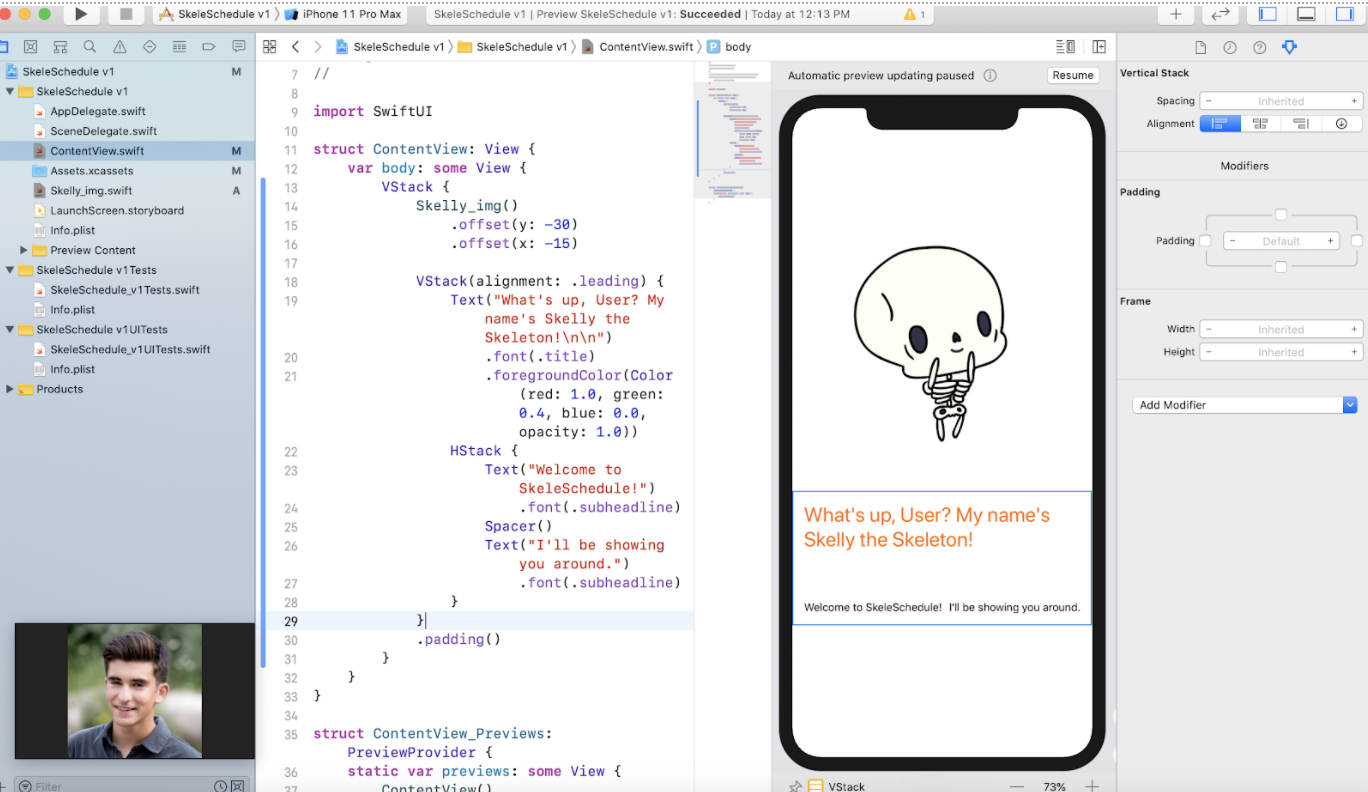 SkeleSchedule v1 〉 iPhone 11 Pro Max
SkeleSchedule v1 | Preview SkeleSchedule v1: Succeeded | Today at 12:13 PM
1
SkeleSchedule v1 〉 SkeleSchedule v1 〉 ContentView.swift 〉 P body
SkeleSchedule v1 M
SkeleSchedule v1
AppDelegate.swift
SceneDelegate.swift
ContentView.swift M
Assets.xcassets M
Skelly_img.swift A
LaunchScreen.storyboard
Info.plist
Preview Content
SkeleSchedule v1Tests
SkeleSchedule_v1Tests.swift
Info.plist
SkeleSchedule v1UITests
SkeleSchedule_v1UITests.swift
Info.plist
Products
Filter
7 //
8
9 import SwiftUI
10
11 struct ContentView: View {
12 var body: some View {
13 VStack {
14 Skelly_img()
15 .offset(y: -30)
16 .offset(x: -15)
17
18 VStack(alignment: .leading) {
19 Text("What's up, User? My
name's Skelly the
Skeleton!\n\n")
20 .font(.title)
21 .foregroundColor(Color
(red: 1.0, green:
0.4, blue: 0.0,
opacity: 1.0))
22 HStack {
23 Text("Welcome to
SkeleSchedule!")
24 .font(.subheadline)
25 Spacer()
26 Text("I'll be showing
you around.")
27 .font(.subheadline)
28 }
29 }
30 .padding()
31 }
32 }
33 }
34
35 struct ContentView_Previews:
PreviewProvider {
36 static var previews: some View {
37 ContentView()
Automatic preview updating paused
Resume
What's up, User? My name's
Skelly the Skeleton!
Welcome to SkeleSchedule! I'll be showing you around.
VStack
73%
Vertical Stack
Spacing - Inherited +
Alignment
Modifiers
Padding
Padding - Default +
Frame
Width - Inherited +
Height - Inherited +
Add Modifier